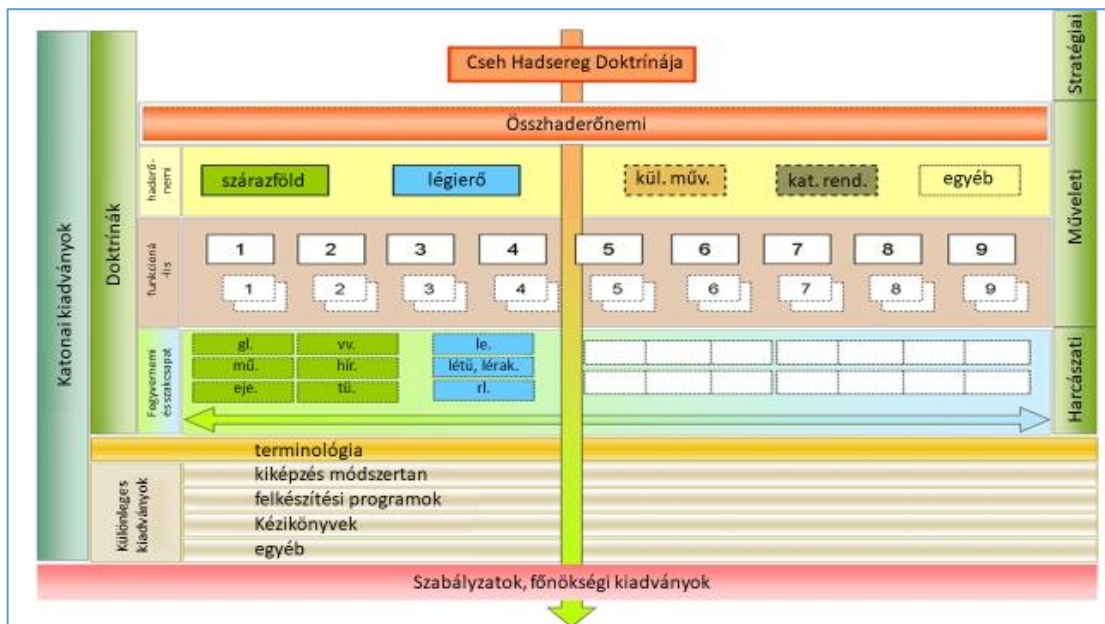 Cseh Hadsereg Doktrínája
Stratégiai
Összhaderőnemi
Katonai kiadványok
Doktrínák
haderő-
nemi
szárazföld
légierő
kül. műv.
kat. rend.
egyéb
Műveleti
funkcioná
-lis
1 2 3 4 5 6 7 8 9
1 2 3 4 5 6 7 8 9
Fegyvernemi
és szakcsapat
gl. vv. le.
mű. hír. létü, lérak.
eje. tü. rl.
Harcászati
terminológia
Különleges
kiadványok
kiképzés módszertan
felkészítési programok
Kézikönyvek
egyéb
Szabályzatok, főnökségi kiadványok